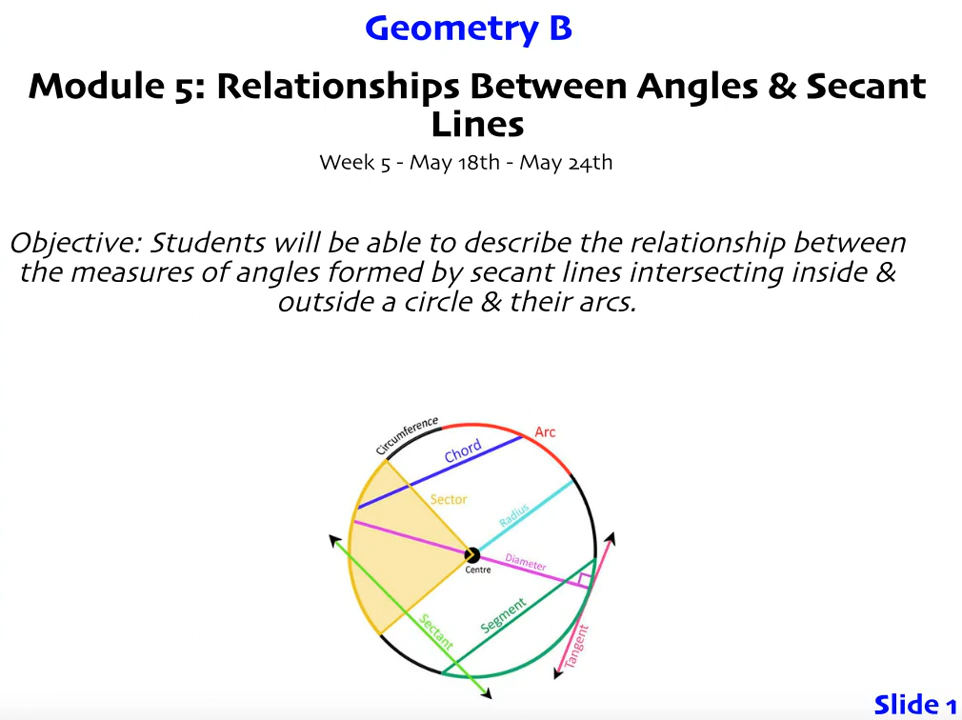 Geometry B
Module 5: Relationships Between Angles & Secant
Lines
Week 5 - May 18th - May 24th
Objective: Students will be able to describe the relationship between
the measures of angles formed by secant lines intersecting inside &
outside a circle & their arcs.
Circumference
Arc
Chord
Sector
Radius
Diameter
Centre
Segment
Sectant
Tangent
Slide 1